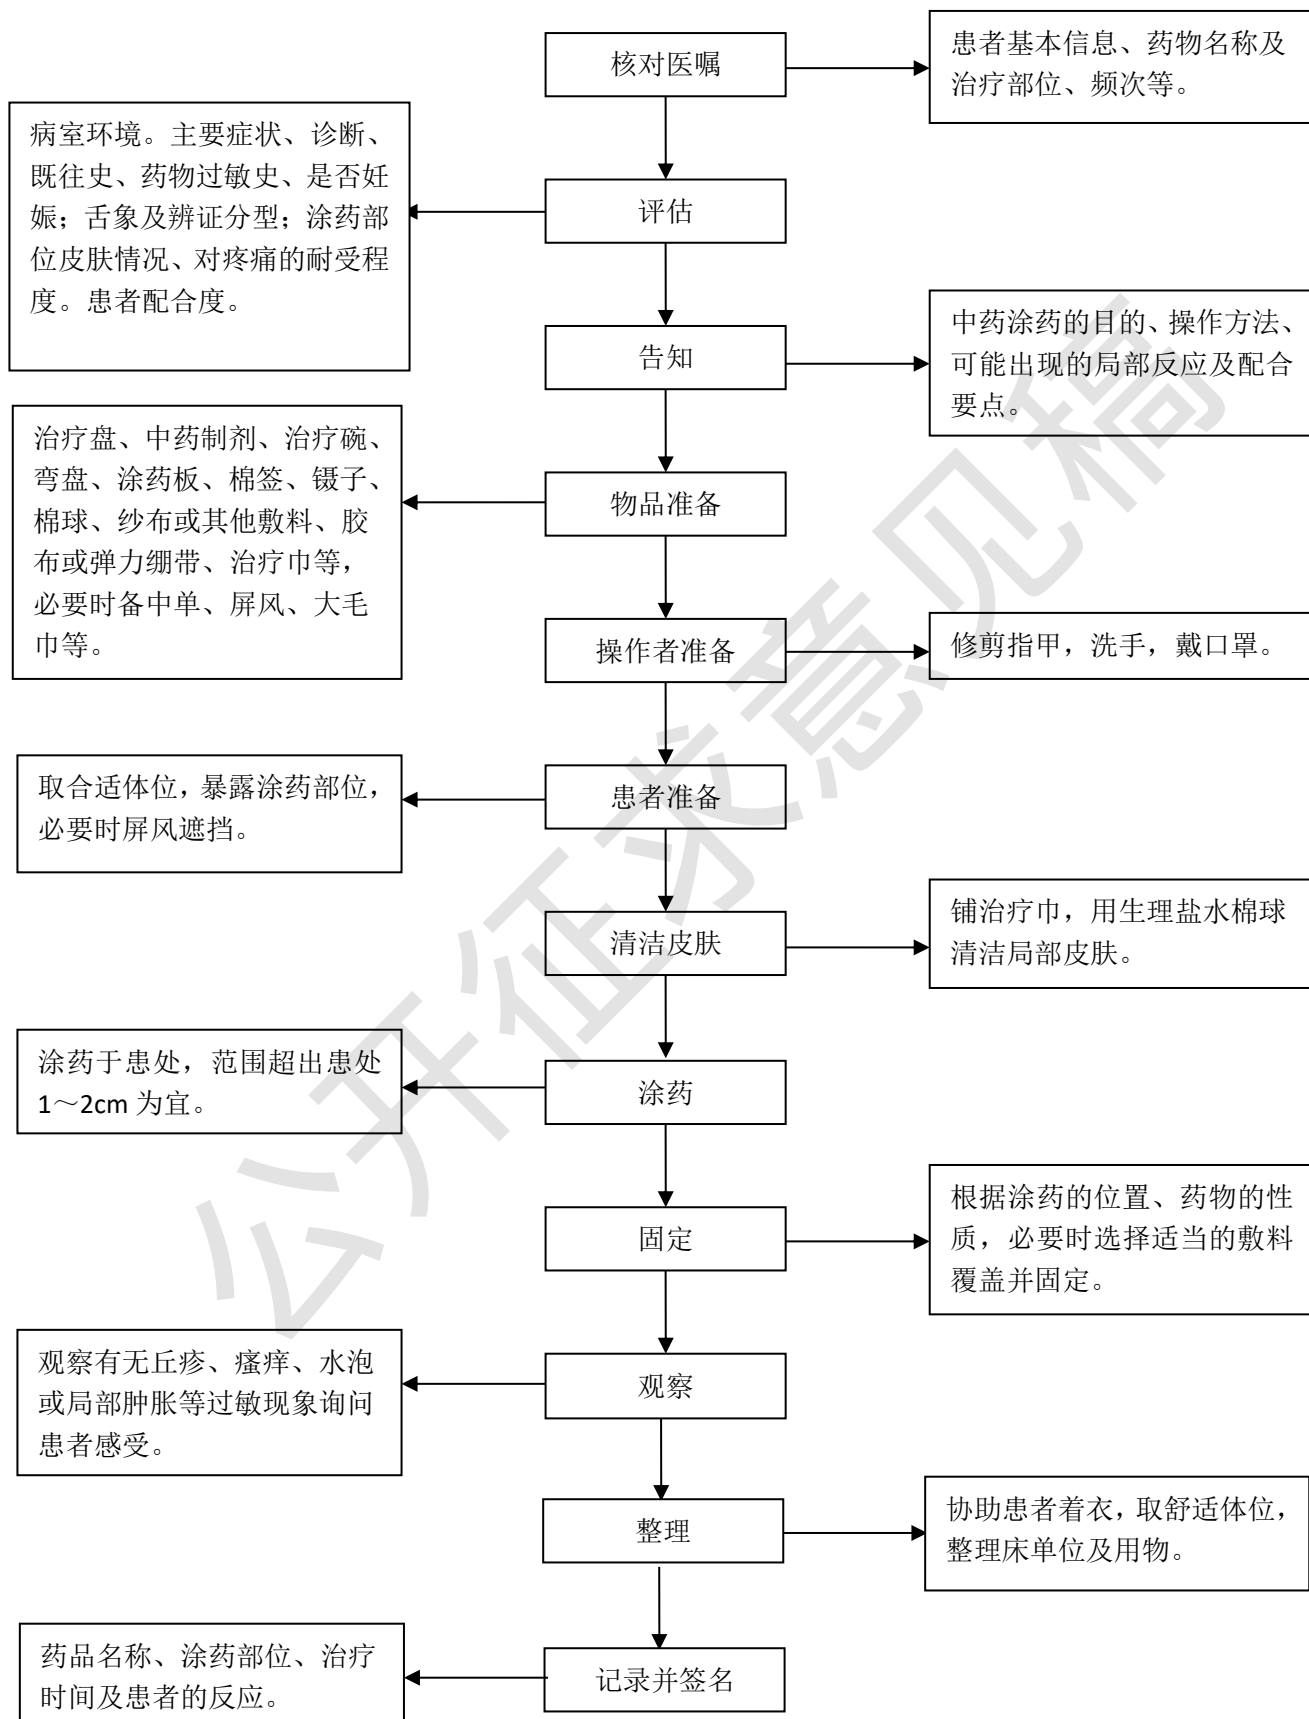 核对医嘱
患者基本信息、药物名称及
治疗部位、频次等。
病室环境。主要症状、诊断、
既往史、药物过敏史、是否妊
娠；舌象及辨证分型；涂药部
位皮肤情况、对疼痛的耐受程
度。患者配合度。
评估
告知
中药涂药的目的、操作方法、
可能出现的局部反应及配合
要点。
治疗盘、中药制剂、治疗碗、
弯盘、涂药板、棉签、镊子、
棉球、纱布或其他敷料、胶
布或弹力绷带、治疗巾等，
必要时备中单、屏风、大毛
巾等。
物品准备
操作者准备
修剪指甲，洗手，戴口罩。
取合适体位，暴露涂药部位，
必要时屏风遮挡。
患者准备
清洁皮肤
铺治疗巾，用生理盐水棉球
清洁局部皮肤。
涂药于患处，范围超出患处
1～2cm 为宜。
涂药
固定
根据涂药的位置、药物的性
质，必要时选择适当的敷料
覆盖并固定。
观察有无丘疹、瘙痒、水泡
或局部肿胀等过敏现象询问
患者感受。
观察
整理
协助患者着衣，取舒适体位，
整理床单位及用物。
药品名称、涂药部位、治疗
时间及患者的反应。
记录并签名
公开征求意见稿